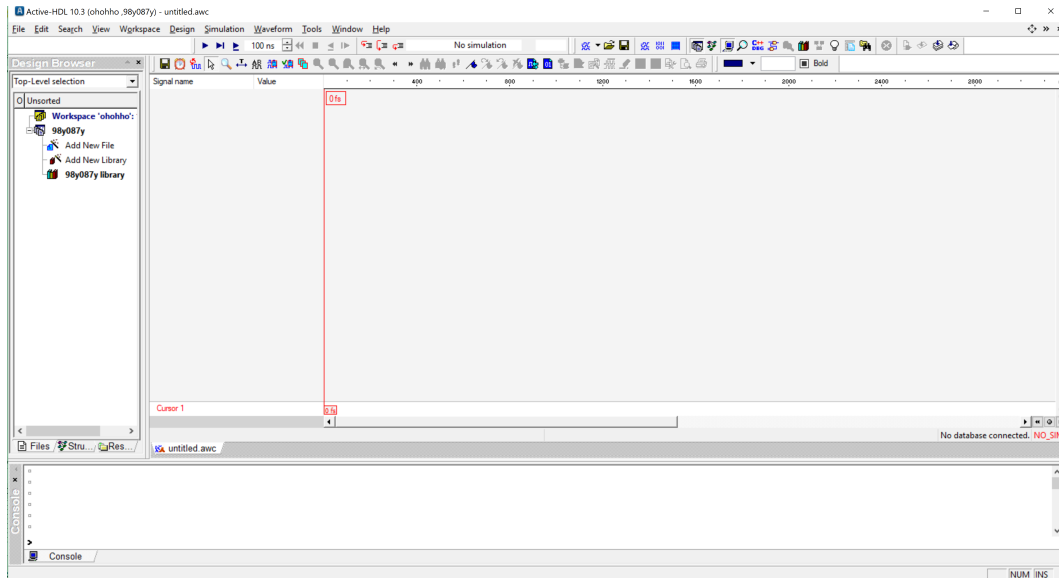 Active-HDL 10.3 (ohohho ,98y087y) - untitled.awc
File Edit Search View Workspace Design Simulation Waveform Tools Window Help
100 ns No simulation
Design Browser
Bold
Top-Level selection
Signal name Value 400 800 1200 1600 2000 2400 2800
O Unsorted
0 fs
Workspace 'ohohho':
98y087y
Add New File
Add New Library
98y087y library
Cursor 1
0 fs
No database connected. NO_SIM
Files Stru... Res...
untitled.awc
Console
>
Console
NUM INS